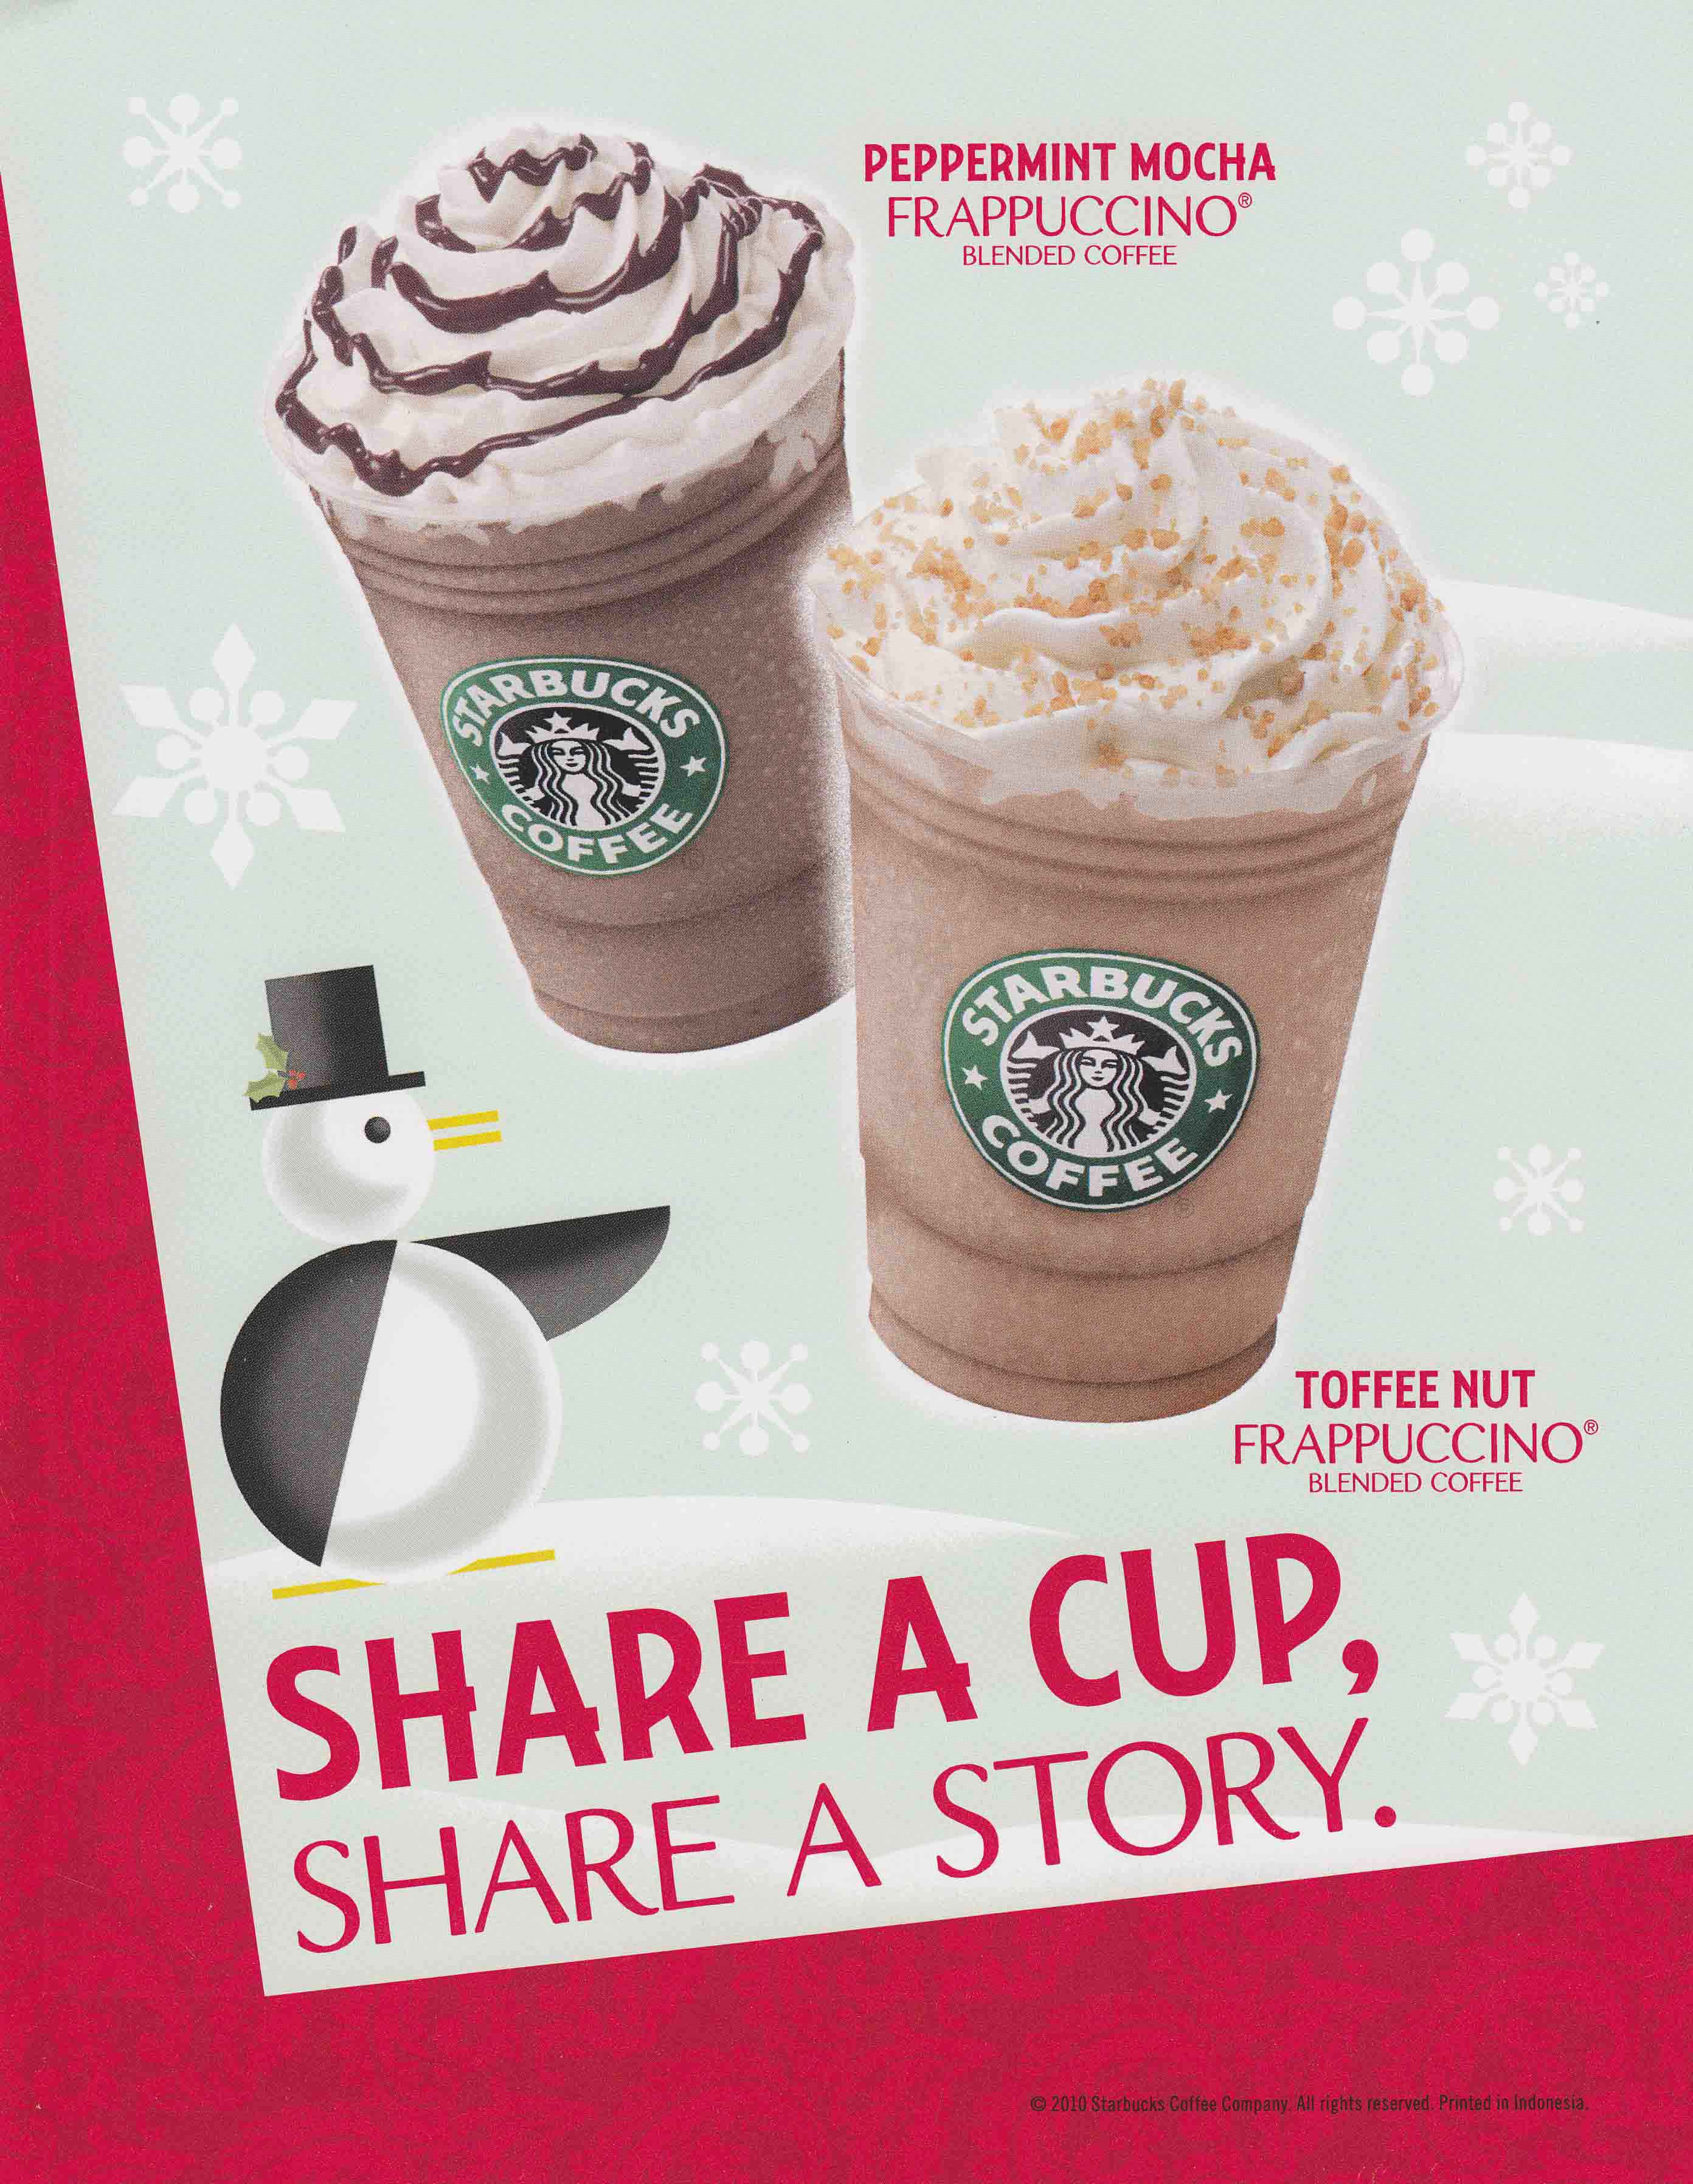 PEPPERMINT MOCHA
FRAPPUCCINO®
BLENDED COFFEE
STARBUCKS
COFFEE
®
STARBUCKS
COFFEE
®
TOFFEE NUT
FRAPPUCCINO®
BLENDED COFFEE
SHARE A CUP,
SHARE A STORY.
© 2010 Starbucks Coffee Company. All rights reserved. Printed in Indonesia.